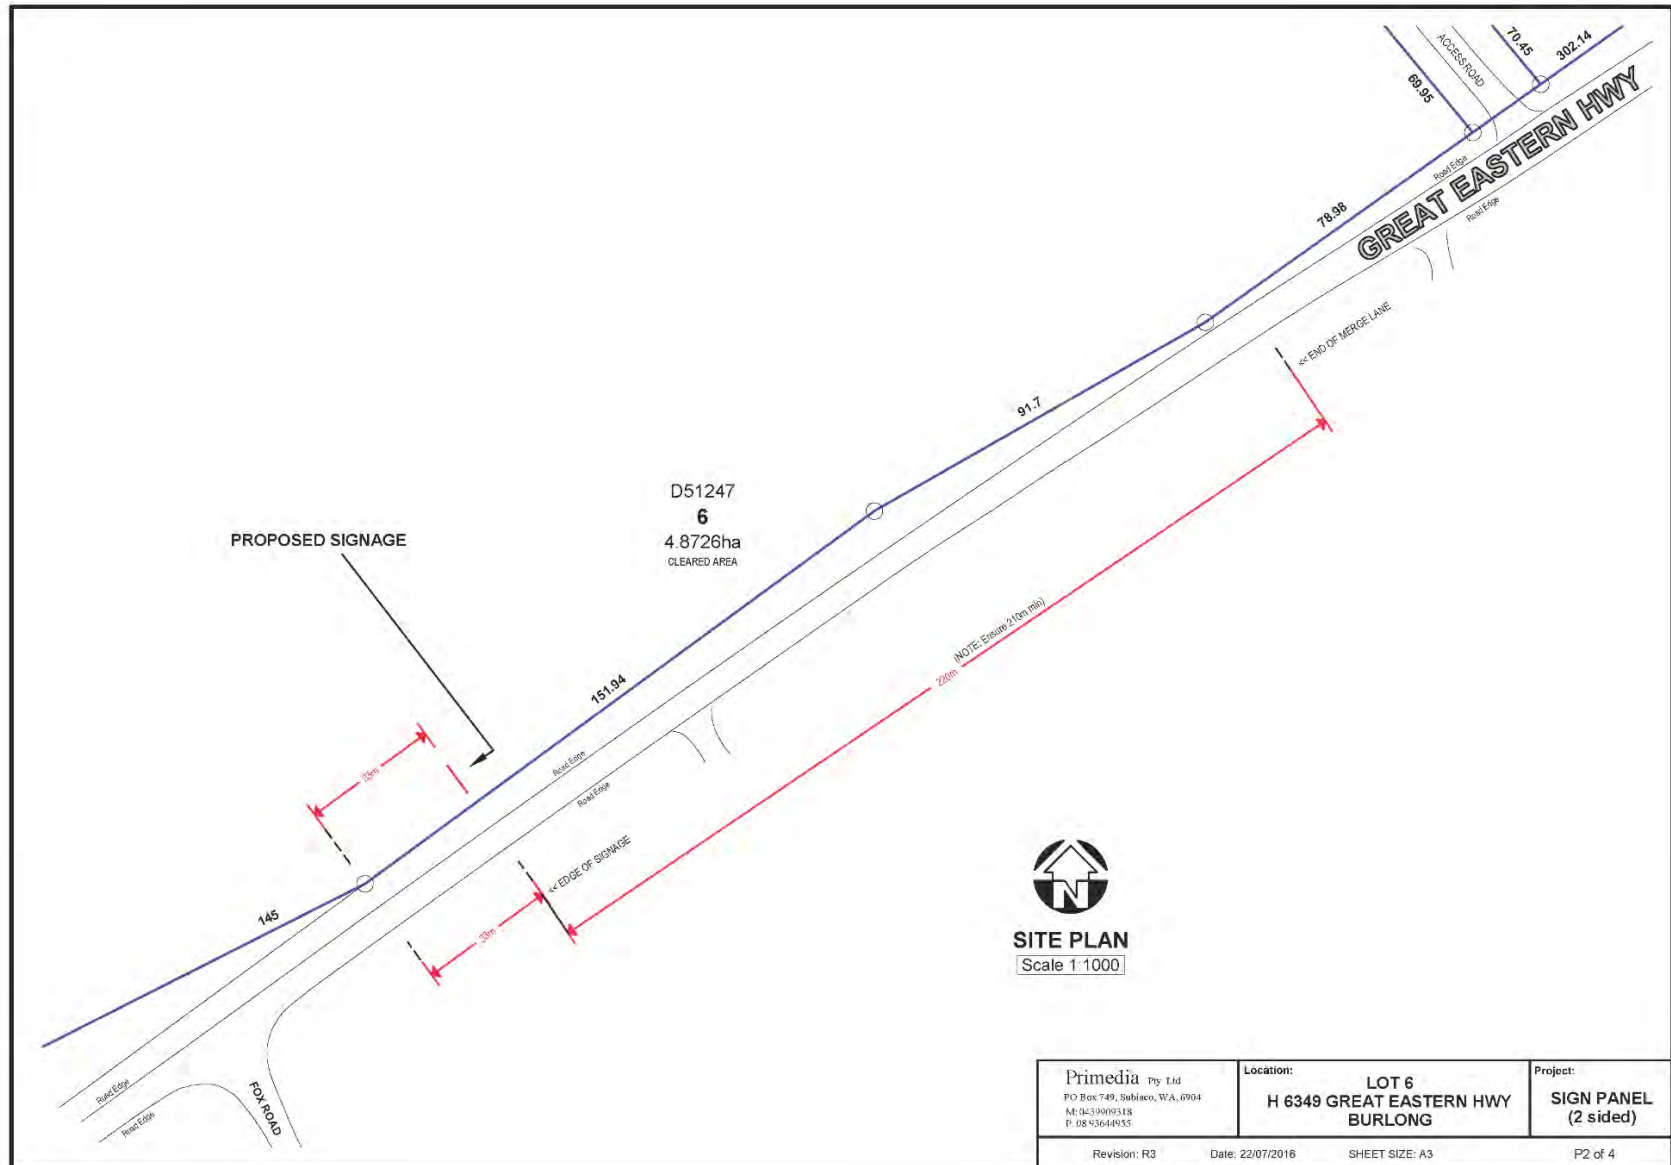 ACCESS ROAD
70.45
302.14
69.95
GREAT EASTERN HWY
Road Edge
Road Edge
78.98
<< END OF MERGE LANE
91.7
D51247
6
4.8726ha
CLEARED AREA
PROPOSED SIGNAGE
(NOTE: Ensure 210m min)
220m
151.94
Road Edge
Road Edge
33m
<< EDGE OF SIGNAGE
145
33m
N
SITE PLAN
Scale 1:1000
Road Edge
Road Edge
FOX ROAD
Primedia Pty Ltd
PO Box 749, Subiaco, WA, 6904
M: 0439909318
P: 08 93644955
Location:
LOT 6
H 6349 GREAT EASTERN HWY
BURLONG
Project:
SIGN PANEL
(2 sided)
Revision: R3
Date: 22/07/2016
SHEET SIZE: A3
P2 of 4